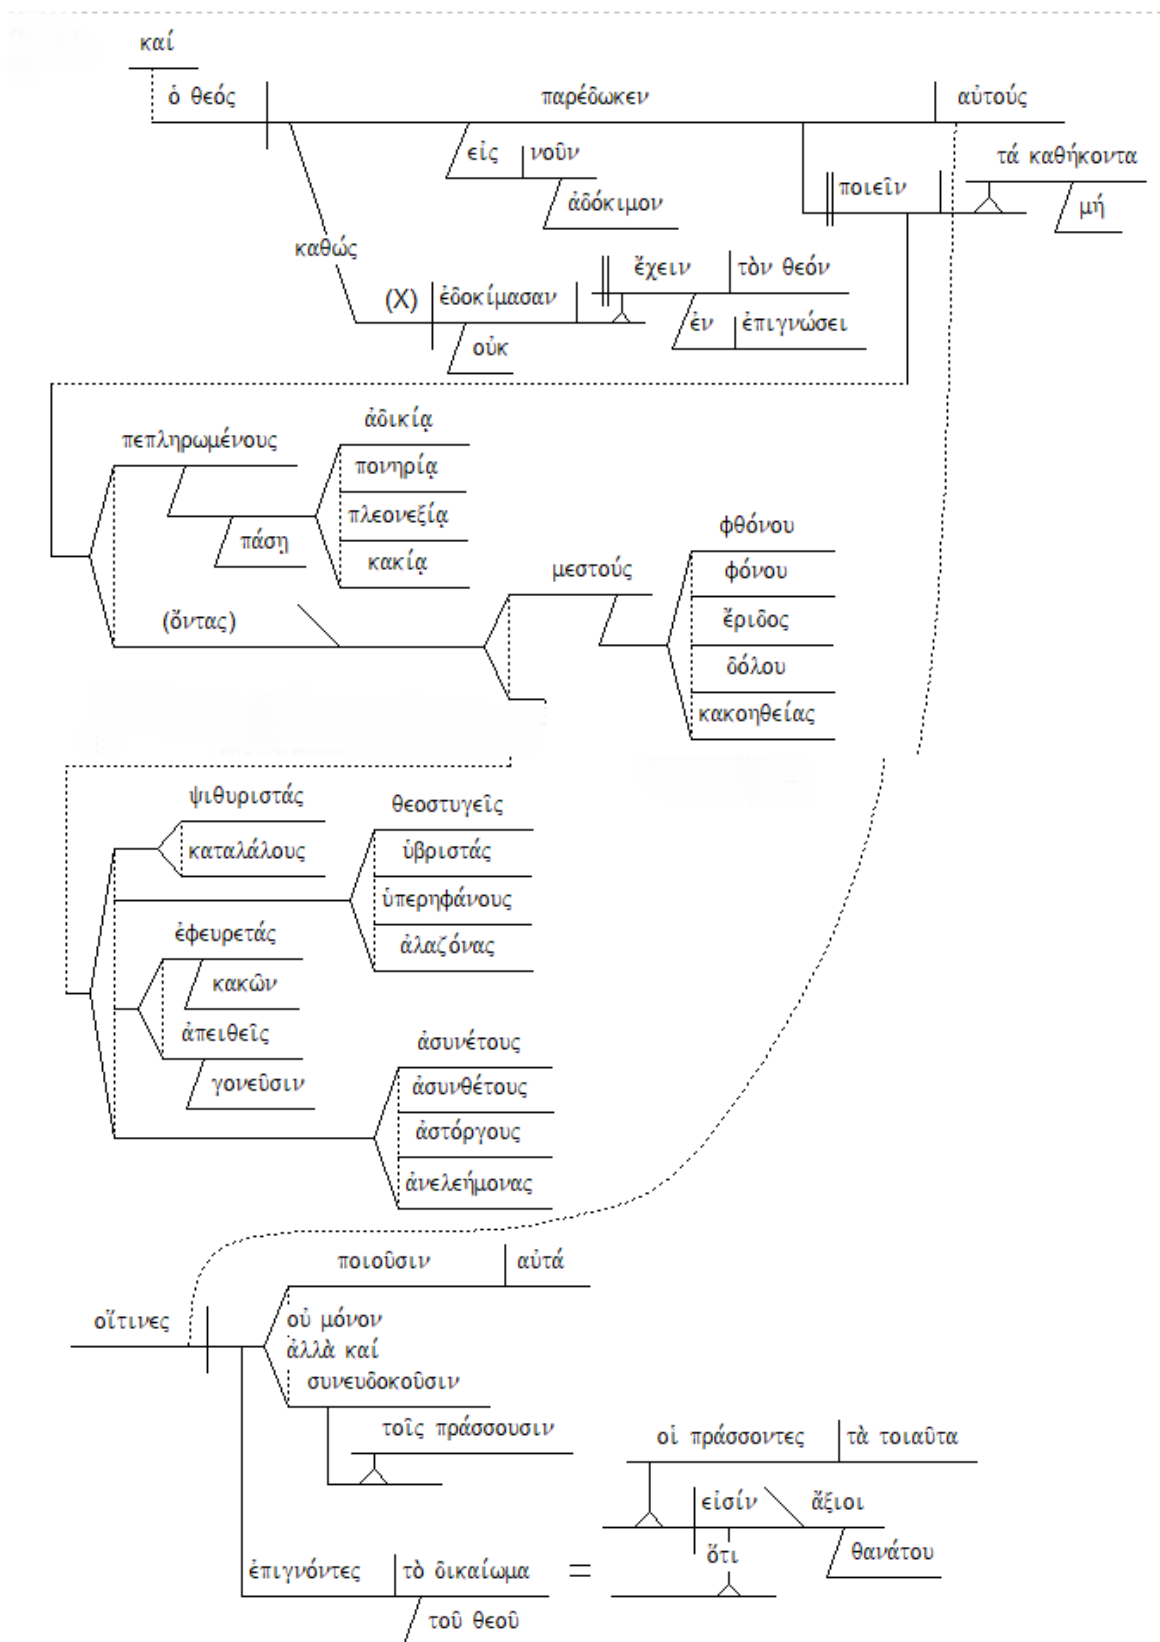 καί
ὁ θεός παρέδωκεν αὐτούς
εἰς νοῦν
τά καθήκοντα
ποιεῖν
ἀδόκιμον
μή
καθώς
ἔχειν τὸν θεόν
(X) ἐδοκίμασαν
ἐν ἐπιγνώσει
οὐκ
ἀδικίᾳ
πεπληρωμένους
πονηρίᾳ
πλεονεξίᾳ
πάσῃ
κακίᾳ
φθόνου
μεστούς
φόνου
(ὄντας)
ἔριδος
δόλου
κακοηθείας
ψιθυριστάς
θεοστυγεῖς
καταλάλους
ὑβριστάς
ὑπερηφάνους
ἐφευρετάς
ἀλαζόνας
κακῶν
ἀπειθεῖς
ἀσυνέτους
γονεῦσιν
ἀσυνθέτους
ἀστόργους
ἀνελεήμονας
ποιοῦσιν αὐτά
οἵτινες
οὐ μόνον
ἀλλὰ καί
συνευδοκοῦσιν
τοῖς πράσσουσιν
οἱ πράσσοντες τὰ τοιαῦτα
εἰσίν ἄξιοι
ὅτι
θανάτου
ἐπιγνόντες τὸ δικαίωμα =
τοῦ θεοῦ